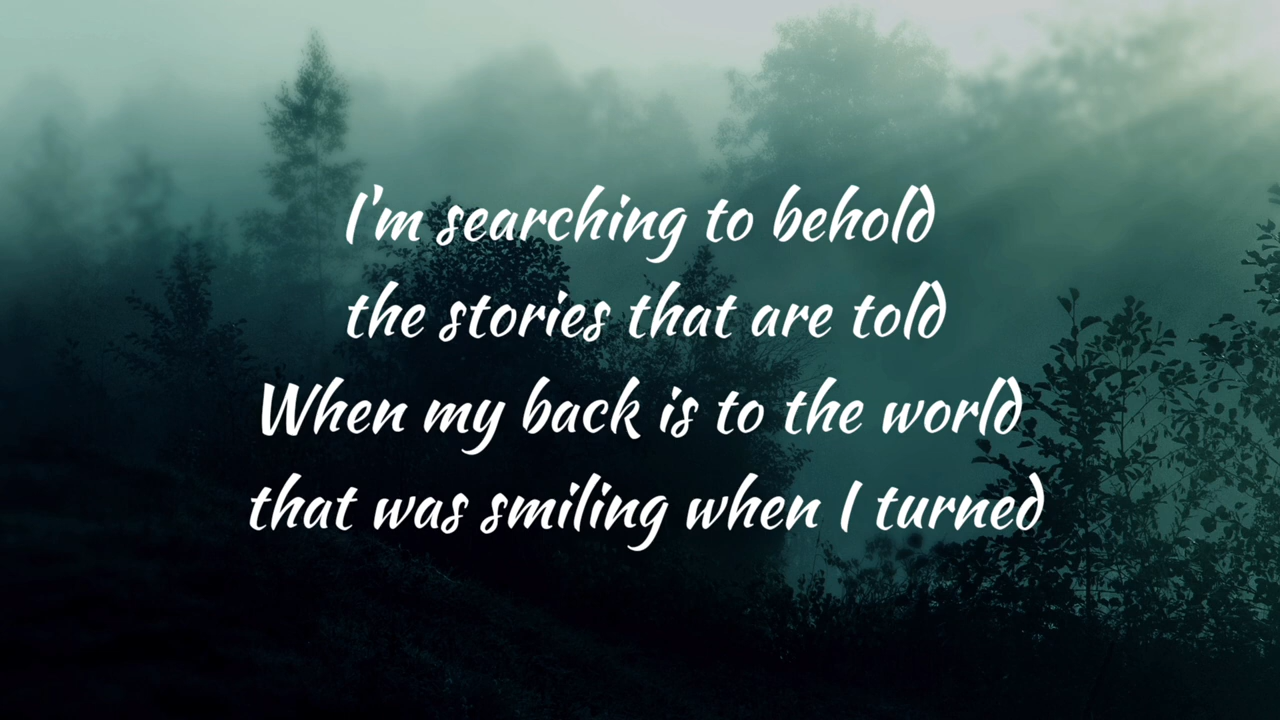 I'm searching to behold
the stories that are told
When my back is to the world
that was smiling when I turned